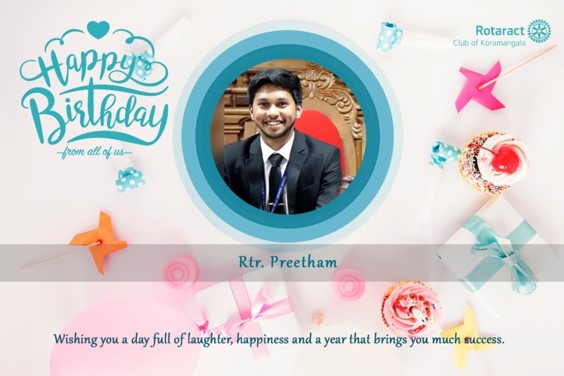 Happy
Birthday
—from all of us—
Rotaract
Club of Koramangala
Rtr. Preetham
Wishing you a day full of laughter, happiness and a year that brings you much success.